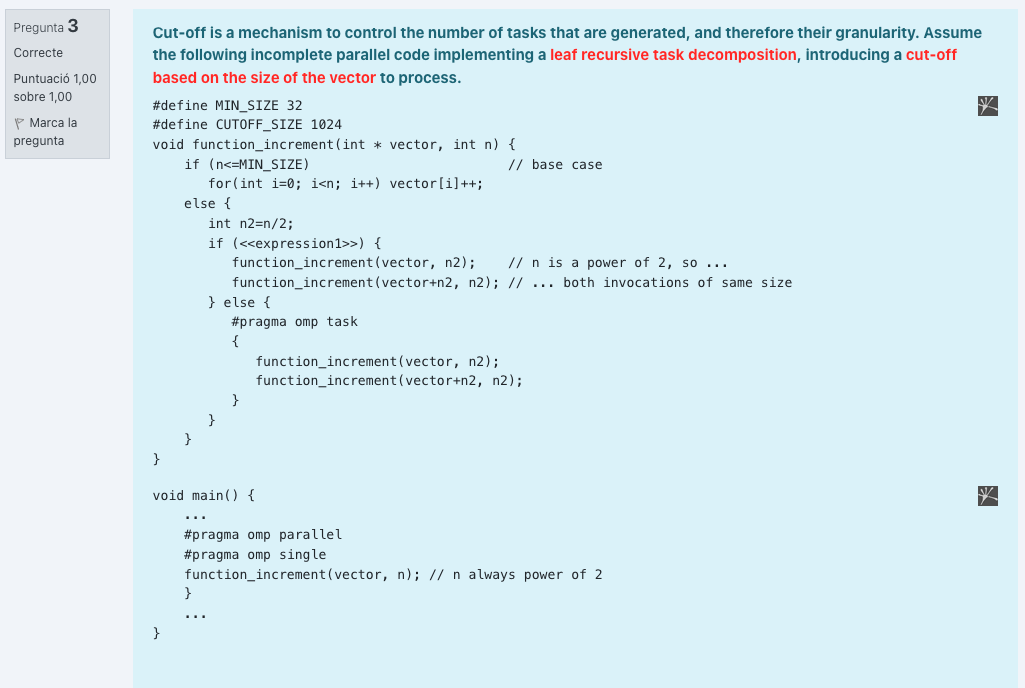 Pregunta 3
Correcte
Puntuació 1,00
sobre 1,00
Marca la
pregunta
Cut-off is a mechanism to control the number of tasks that are generated, and therefore their granularity. Assume
the following incomplete parallel code implementing a leaf recursive task decomposition, introducing a cut-off
based on the size of the vector to process.
#define MIN_SIZE 32
#define CUTOFF_SIZE 1024
void function_increment(int * vector, int n) {
    if (n<=MIN_SIZE)                         // base case
       for(int i=0; i<n; i++) vector[i]++;
    else {
       int n2=n/2;
       if (<<expression1>>) {
          function_increment(vector, n2);    // n is a power of 2, so ...
          function_increment(vector+n2, n2); // ... both invocations of same size
       } else {
          #pragma omp task
          {
             function_increment(vector, n2);
             function_increment(vector+n2, n2);
          }
       }
    }
}
void main() {
    ...
    #pragma omp parallel
    #pragma omp single
    function_increment(vector, n); // n always power of 2
    }
    ...
}